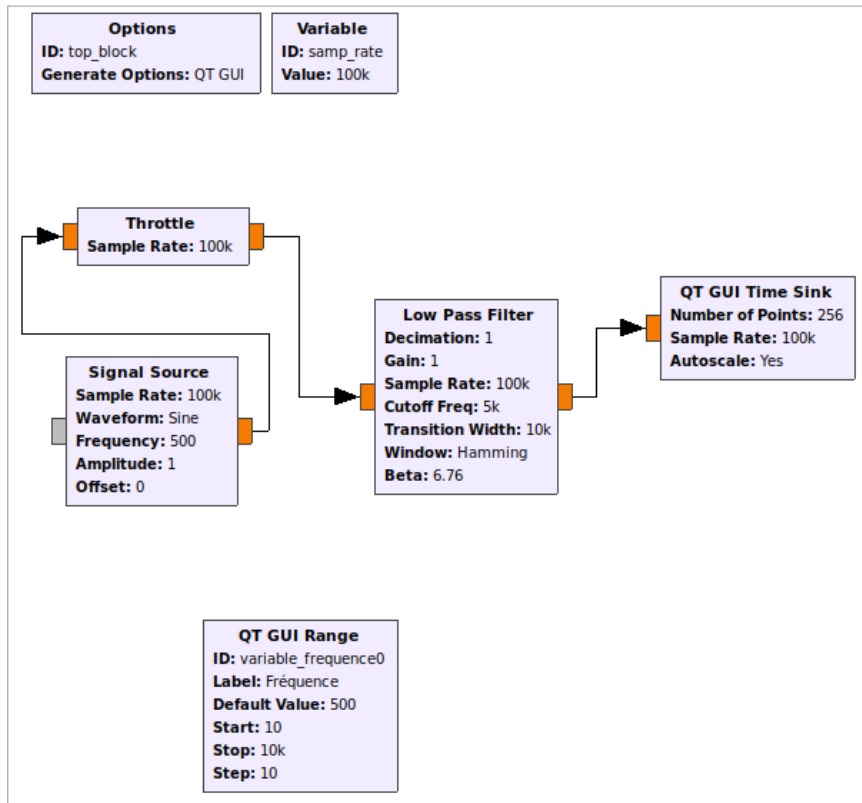 Options
ID: top_block
Generate Options: QT GUI
Variable
ID: samp_rate
Value: 100k
Throttle
Sample Rate: 100k
Signal Source
Sample Rate: 100k
Waveform: Sine
Frequency: 500
Amplitude: 1
Offset: 0
Low Pass Filter
Decimation: 1
Gain: 1
Sample Rate: 100k
Cutoff Freq: 5k
Transition Width: 10k
Window: Hamming
Beta: 6.76
QT GUI Time Sink
Number of Points: 256
Sample Rate: 100k
Autoscale: Yes
QT GUI Range
ID: variable_frequence0
Label: Fréquence
Default Value: 500
Start: 10
Stop: 10k
Step: 10